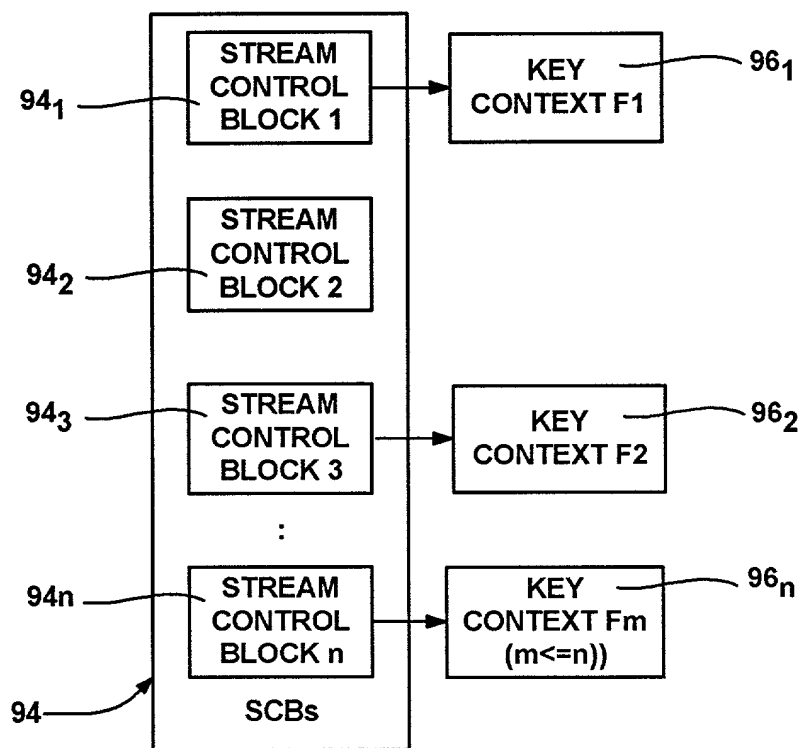 STREAM
CONTROL
BLOCK 1
94₁
KEY
CONTEXT F1
96₁
STREAM
CONTROL
BLOCK 2
94₂
STREAM
CONTROL
BLOCK 3
94₃
KEY
CONTEXT F2
96₂
:
STREAM
CONTROL
BLOCK n
94n
KEY
CONTEXT Fm
(m<=n))
96ₙ
94
SCBs